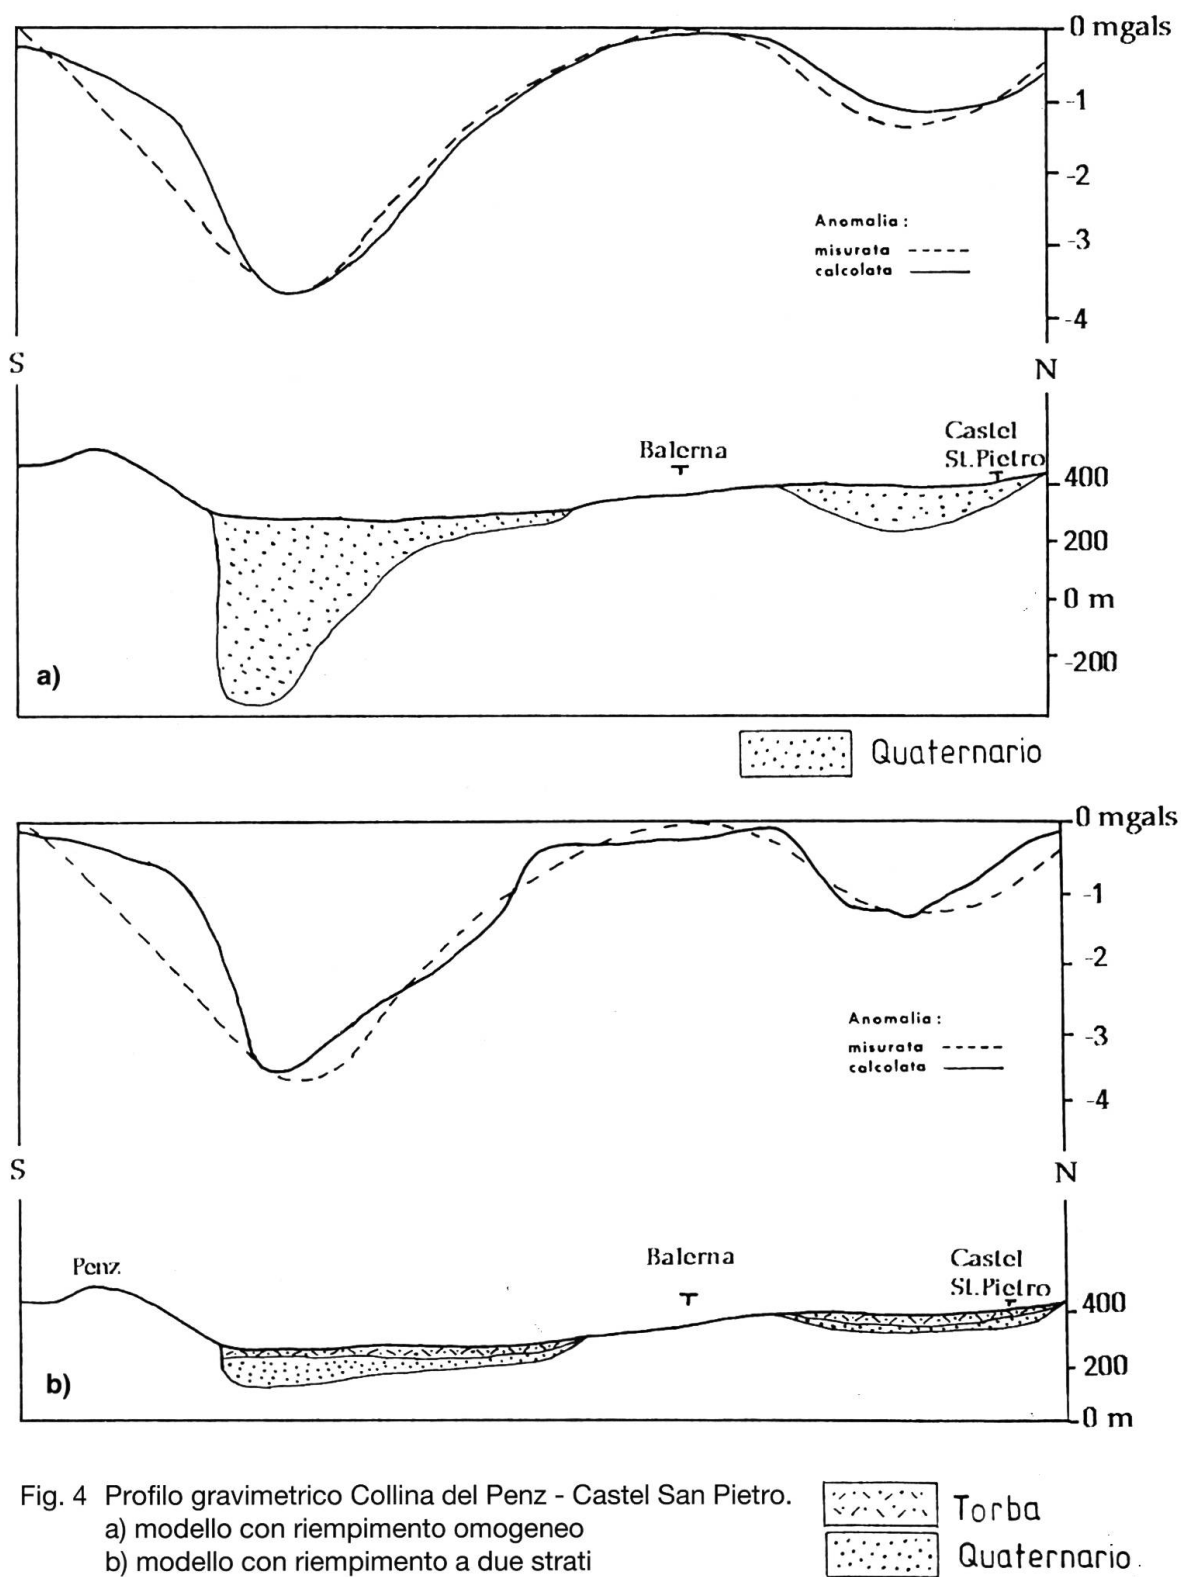 0 mgals
-1
-2
-3
-4
Anomalia :
misurata
calcolata
S
N
Balerna
Castel
St.Pietro
400
200
0 m
-200
a)
Quaternario
0 mgals
-1
-2
-3
-4
Anomalia :
misurata
calcolata
S
N
Penz
Balerna
Castel
St.Pietro
400
200
0 m
b)
Fig. 4 Profilo gravimetrico Collina del Penz - Castel San Pietro.
a) modello con riempimento omogeneo
b) modello con riempimento a due strati
Torba
Quaternario